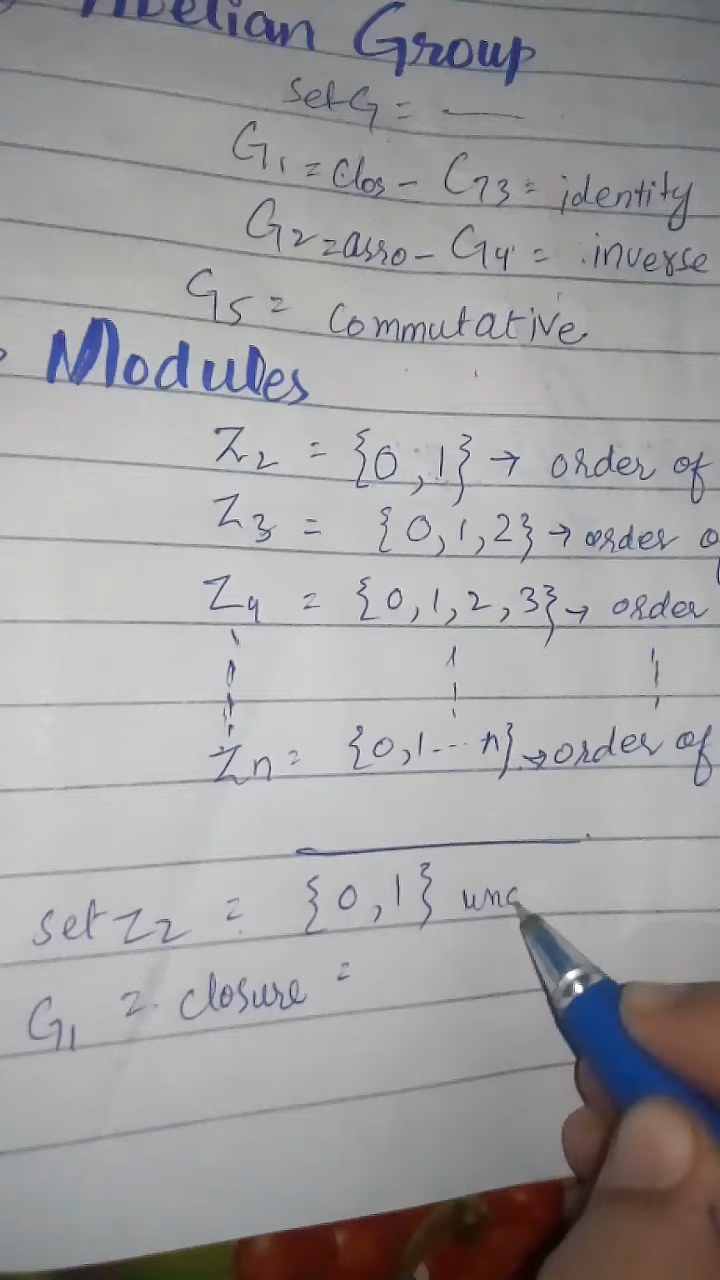 Abelian Group
Set G = —
G1 = Clos - G3 = identity
G2 = asso - G4 = inverse
G5 = Commutative
Modules
Z2 = {0,1} → order of
Z3 = {0,1,2} → order o
Z4 = {0,1,2,3} → order
Zn = {0,1--- n} → order of
set Z2 = {0,1} und
G1 = closure =